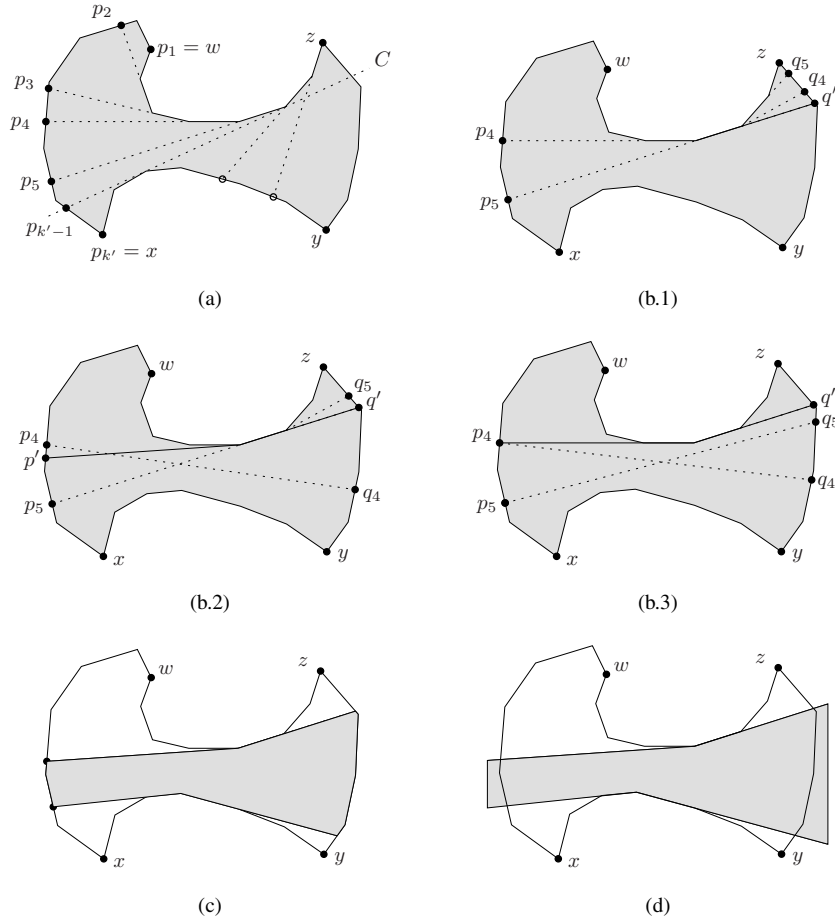 p₂
p₁ = w
z
C
p₃
p₄
p₅
pₖ′₋₁
pₖ′ = x
y
(a)
w
z
q₅
q₄
q′
p₄
p₅
x
y
(b.1)
w
z
q₅
q′
p₄
p′
p₅
q₄
x
y
(b.2)
w
z
q′
q₅
p₄
p₅
q₄
x
y
(b.3)
w
z
x
y
(c)
w
z
x
y
(d)